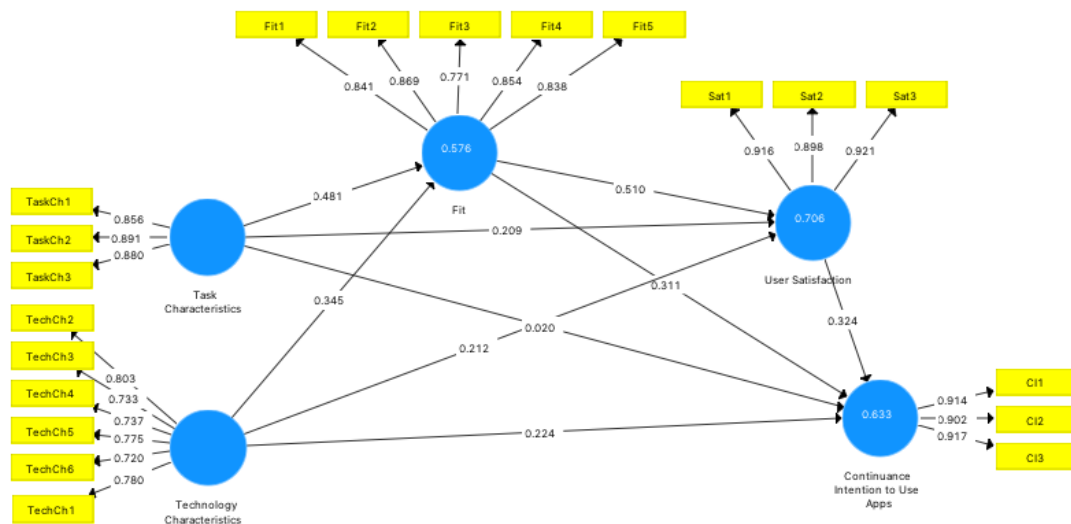 Fit1
Fit2
Fit3
Fit4
Fit5
0.841
0.869
0.771
0.854
0.838
Sat1
Sat2
Sat3
0.916
0.898
0.921
0.576
Fit
0.706
User Satisfaction
TaskCh1
TaskCh2
TaskCh3
0.856
0.891
0.880
Task
Characteristics
0.481
0.510
0.209
0.345
0.311
0.020
0.212
0.324
0.224
TechCh2
TechCh3
TechCh4
TechCh5
TechCh6
TechCh1
0.803
0.733
0.737
0.775
0.720
0.780
Technology
Characteristics
0.633
Continuance
Intention to Use
Apps
0.914
0.902
0.917
CI1
CI2
CI3